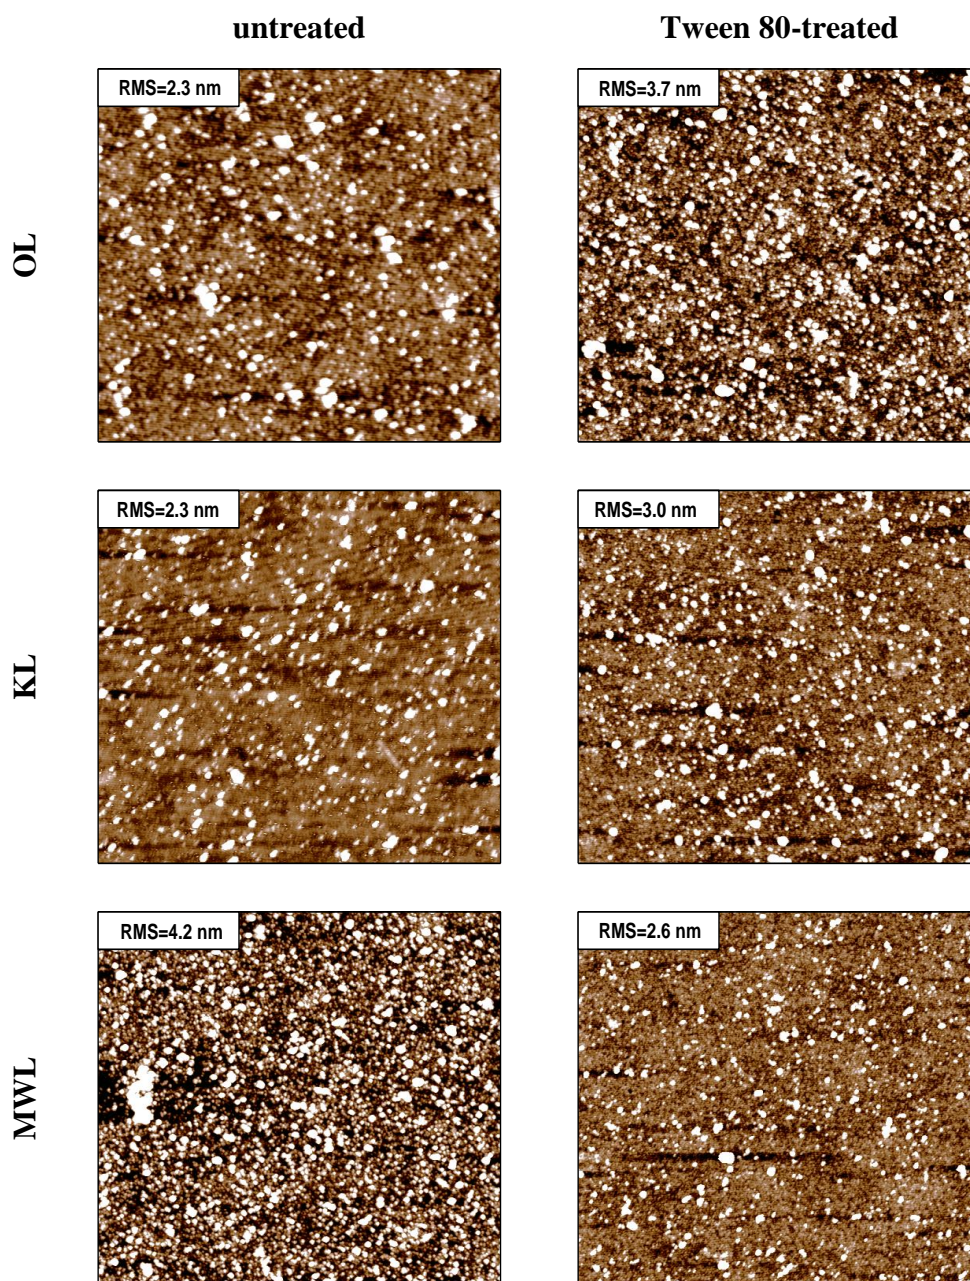 untreated
Tween 80-treated
OL
RMS=2.3 nm
RMS=3.7 nm
KL
RMS=2.3 nm
RMS=3.0 nm
MWL
RMS=4.2 nm
RMS=2.6 nm